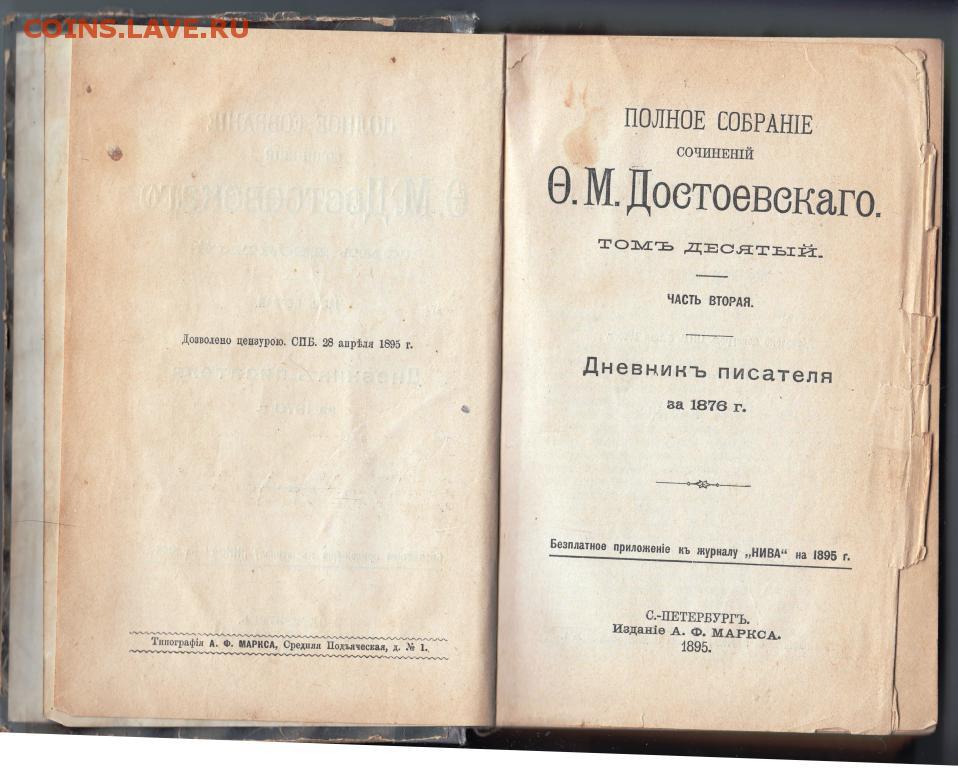 COINS.LAVE.RU
Дозволено цензурою. СПБ. 28 апрѣля 1895 г.
Типографія А. Ф. МАРКСА, Средняя Подъяческая, д. № 1.
ПОЛНОЕ СОБРАНІЕ
СОЧИНЕНІЙ
Ѳ. М. Достоевскаго.
ТОМЪ ДЕСЯТЫЙ.
ЧАСТЬ ВТОРАЯ.
Дневникъ писателя
за 1876 г.
Безплатное приложеніе къ журналу „НИВА“ на 1895 г.
С.-ПЕТЕРБУРГЪ.
Изданіе А. Ф. МАРКСА.
1895.